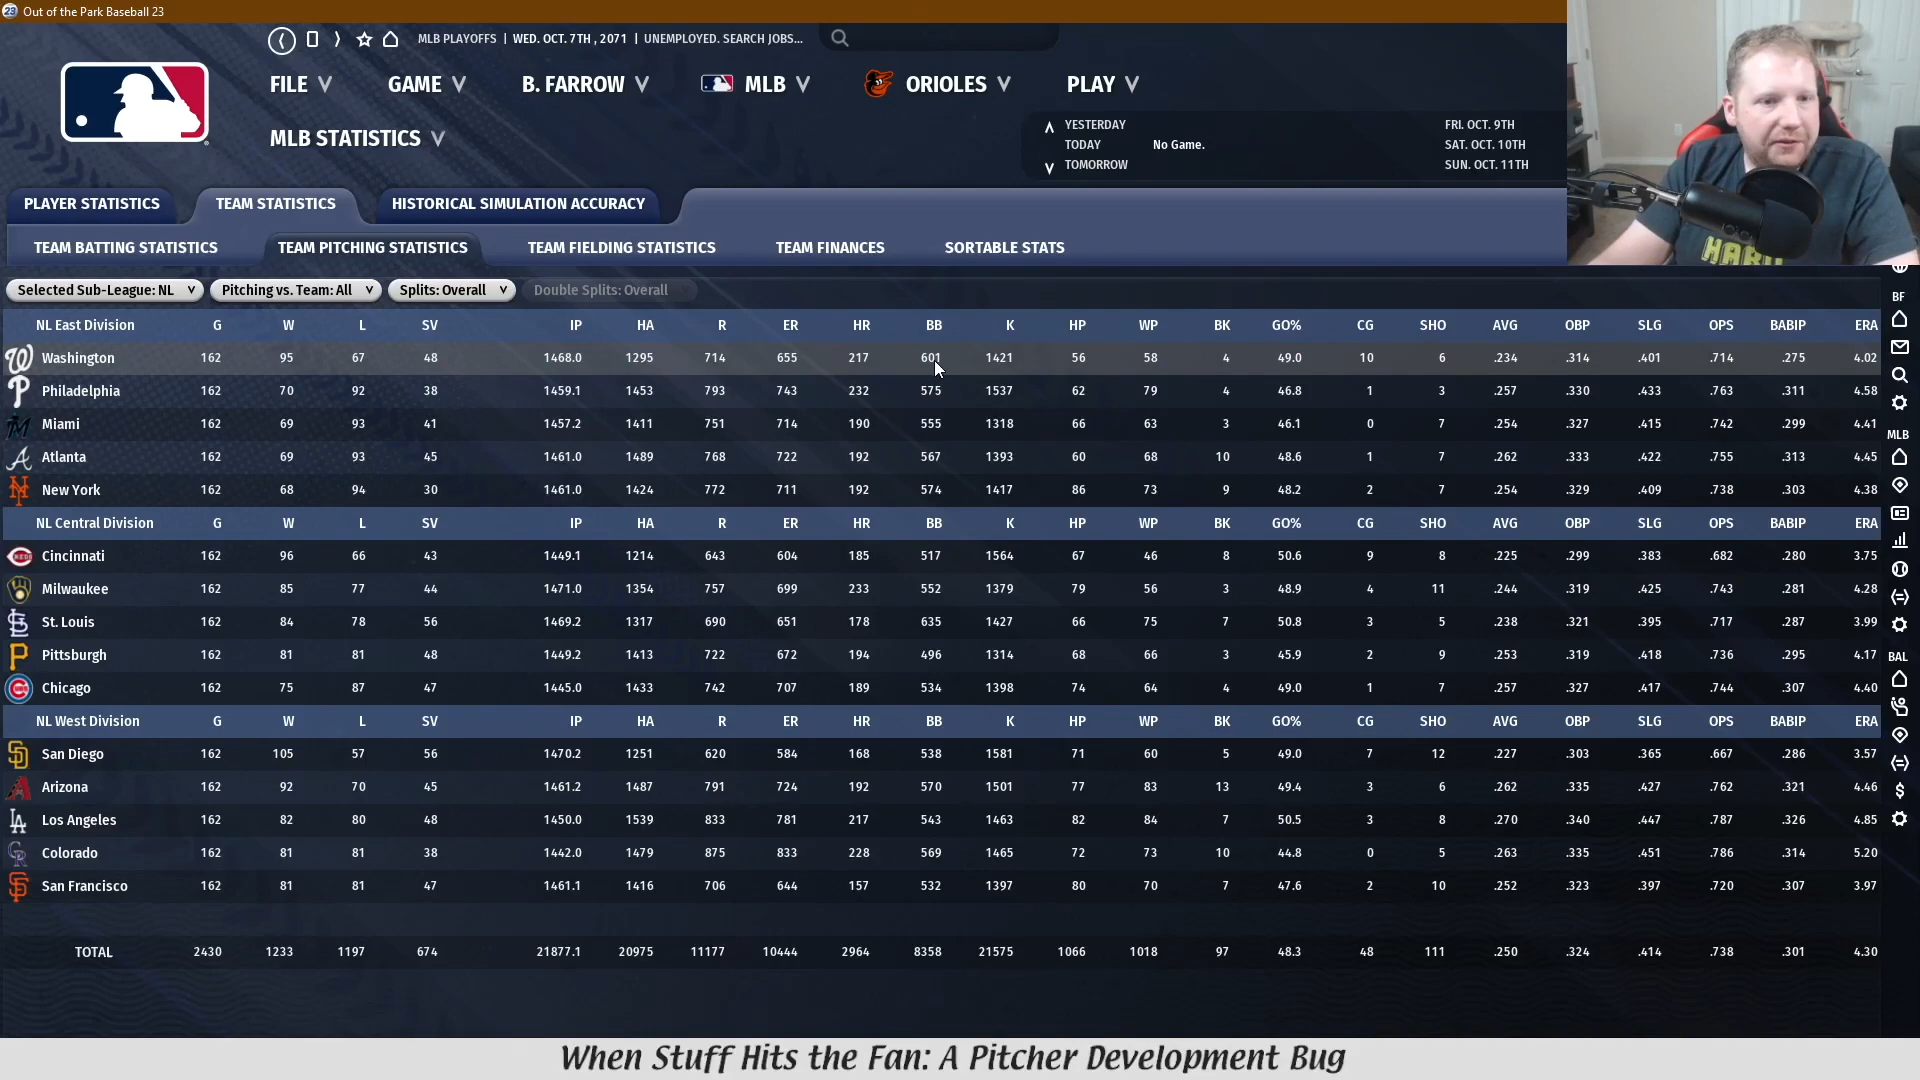 23 Out of the Park Baseball 23
MLB PLAYOFFS | WED. OCT. 7TH , 2071 | UNEMPLOYED. SEARCH JOBS...
FILE GAME B. FARROW MLB ORIOLES PLAY
MLB STATISTICS
YESTERDAY FRI. OCT. 9TH
TODAY No Game. SAT. OCT. 10TH
TOMORROW SUN. OCT. 11TH
PLAYER STATISTICS TEAM STATISTICS HISTORICAL SIMULATION ACCURACY
TEAM BATTING STATISTICS TEAM PITCHING STATISTICS TEAM FIELDING STATISTICS TEAM FINANCES SORTABLE STATS
Selected Sub-League: NL Pitching vs. Team: All Splits: Overall Double Splits: Overall
NL East Division G W L SV IP HA R ER HR BB K HP WP BK GO% CG SHO AVG OBP SLG OPS BABIP ERA
Washington 162 95 67 48 1468.0 1295 714 655 217 601 1421 56 58 4 49.0 10 6 .234 .314 .401 .714 .275 4.02
Philadelphia 162 70 92 38 1459.1 1453 793 743 232 575 1537 62 79 4 46.8 1 3 .257 .330 .433 .763 .311 4.58
Miami 162 69 93 41 1457.2 1411 751 714 190 555 1318 66 63 3 46.1 0 7 .254 .327 .415 .742 .299 4.41
Atlanta 162 69 93 45 1461.0 1489 768 722 192 567 1393 60 68 10 48.6 1 7 .262 .333 .422 .755 .313 4.45
New York 162 68 94 30 1461.0 1424 772 711 192 574 1417 86 73 9 48.2 2 7 .254 .329 .409 .738 .303 4.38
NL Central Division G W L SV IP HA R ER HR BB K HP WP BK GO% CG SHO AVG OBP SLG OPS BABIP ERA
Cincinnati 162 96 66 43 1449.1 1214 643 604 185 517 1564 67 46 8 50.6 9 8 .225 .299 .383 .682 .280 3.75
Milwaukee 162 85 77 44 1471.0 1354 757 699 233 552 1379 79 56 3 48.9 4 11 .244 .319 .425 .743 .281 4.28
St. Louis 162 84 78 56 1469.2 1317 690 651 178 635 1427 66 75 7 50.8 3 5 .238 .321 .395 .717 .287 3.99
Pittsburgh 162 81 81 48 1449.2 1413 722 672 194 496 1314 68 66 3 45.9 2 9 .253 .319 .418 .736 .295 4.17
Chicago 162 75 87 47 1445.0 1433 742 707 189 534 1398 74 64 4 49.0 1 7 .257 .327 .417 .744 .307 4.40
NL West Division G W L SV IP HA R ER HR BB K HP WP BK GO% CG SHO AVG OBP SLG OPS BABIP ERA
San Diego 162 105 57 56 1470.2 1251 620 584 168 538 1581 71 60 5 49.0 7 12 .227 .303 .365 .667 .286 3.57
Arizona 162 92 70 45 1461.2 1487 791 724 192 570 1501 77 83 13 49.4 3 6 .262 .335 .427 .762 .321 4.46
Los Angeles 162 82 80 48 1450.0 1539 833 781 217 543 1463 82 84 7 50.5 3 8 .270 .340 .447 .787 .326 4.85
Colorado 162 81 81 38 1442.0 1479 875 833 228 569 1465 72 73 10 44.8 0 5 .263 .335 .451 .786 .314 5.20
San Francisco 162 81 81 47 1461.1 1416 706 644 157 532 1397 80 70 7 47.6 2 10 .252 .323 .397 .720 .307 3.97
TOTAL 2430 1233 1197 674 21877.1 20975 11177 10444 2964 8358 21575 1066 1018 97 48.3 48 111 .250 .324 .414 .738 .301 4.30
BF
MLB
BAL
When Stuff Hits the Fan: A Pitcher Development Bug